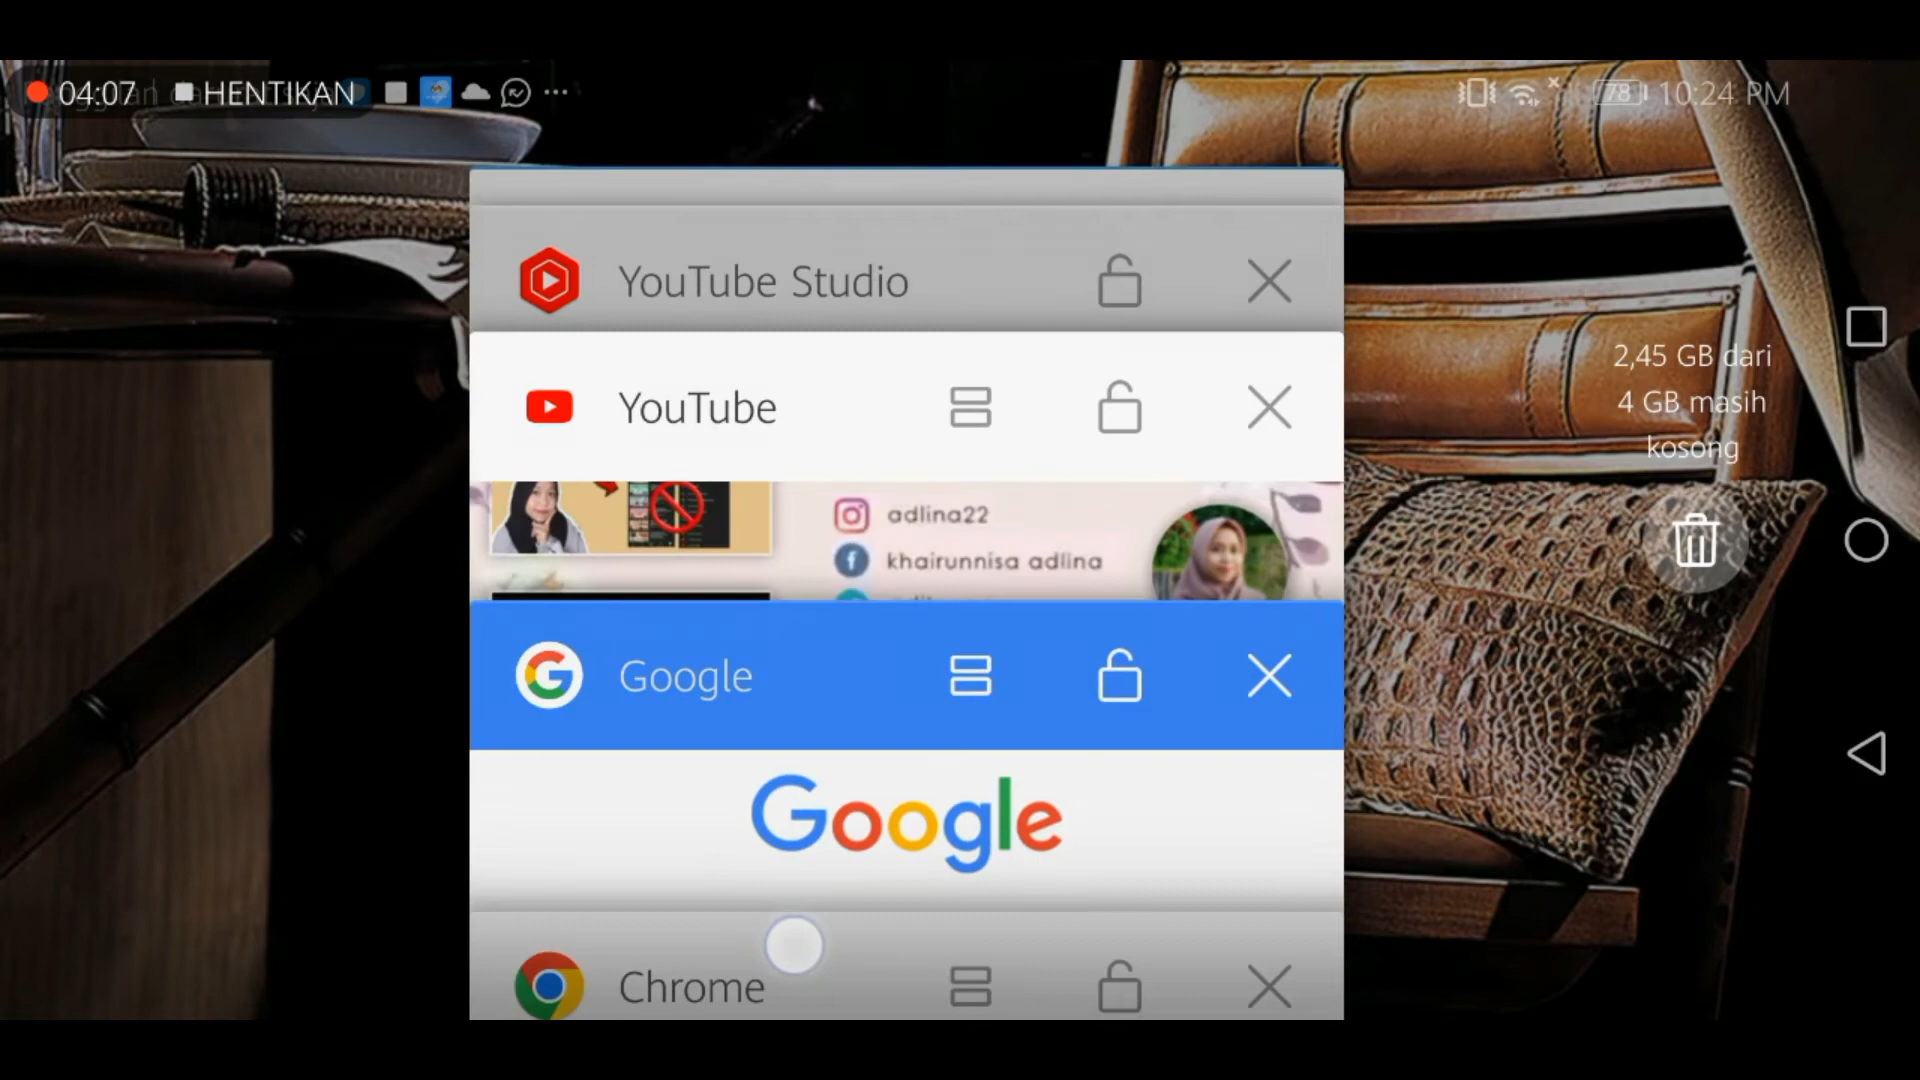 04:07 HENTIKAN
78 10:24 PM
YouTube Studio
YouTube
adlina22
khairunnisa adlina
Google
Google
Chrome
2,45 GB dari
4 GB masih
kosong